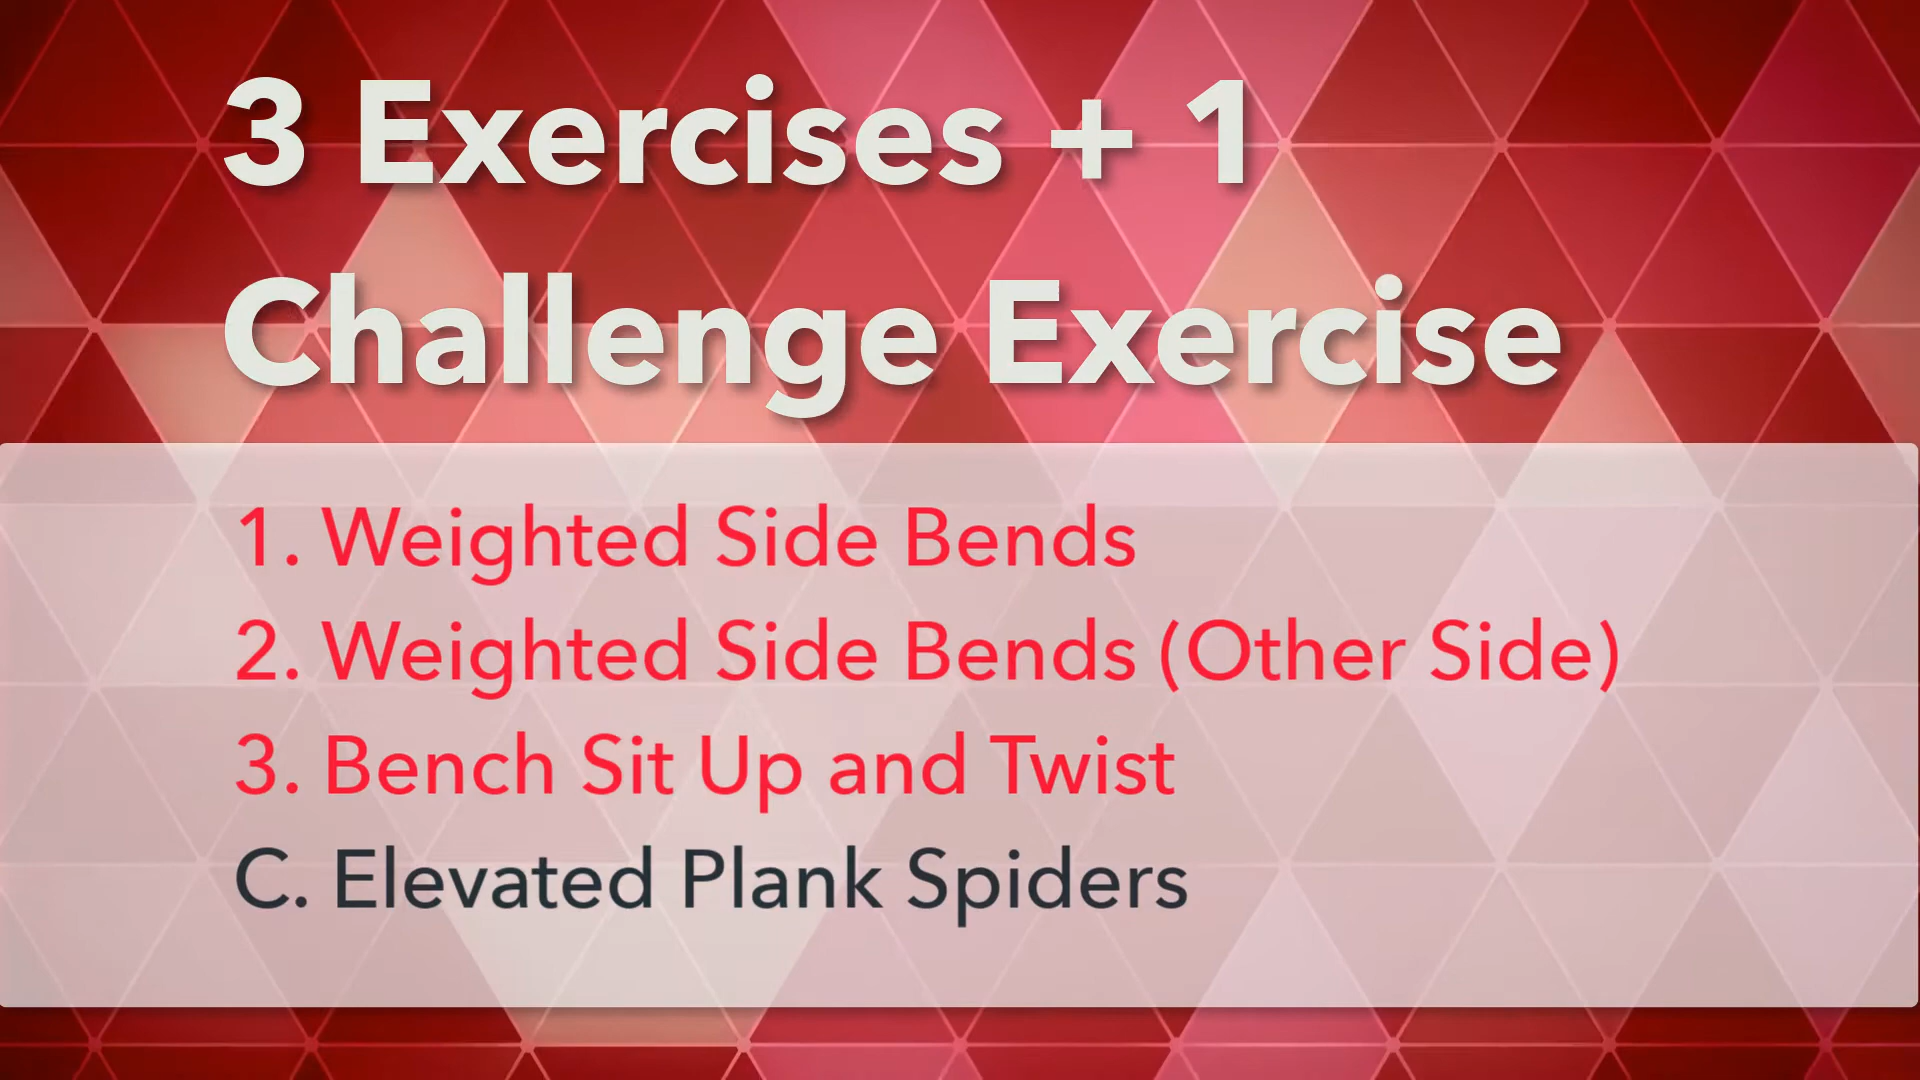 3 Exercises + 1
Challenge Exercise
1. Weighted Side Bends
2. Weighted Side Bends (Other Side)
3. Bench Sit Up and Twist
C. Elevated Plank Spiders